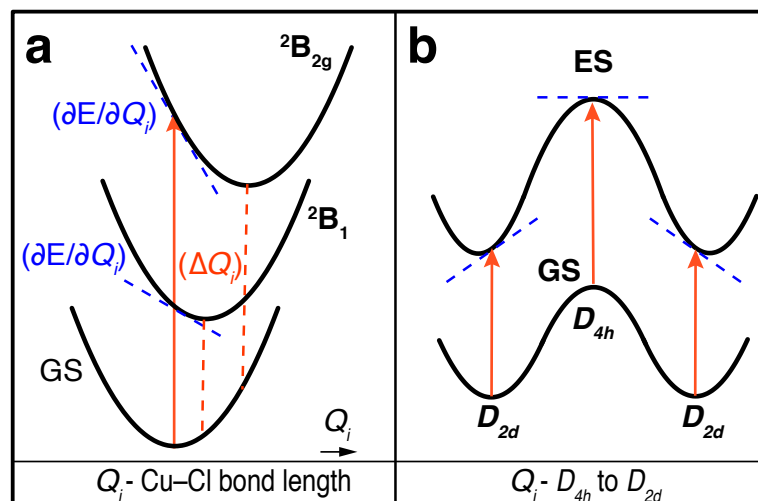 a
²B₂g
(∂E/∂Qᵢ)
²B₁
(∂E/∂Qᵢ)
(ΔQᵢ)
GS
Qᵢ
Qᵢ - Cu–Cl bond length
b
ES
GS
D₄h
D₂d
D₂d
Qᵢ - D₄h to D₂d